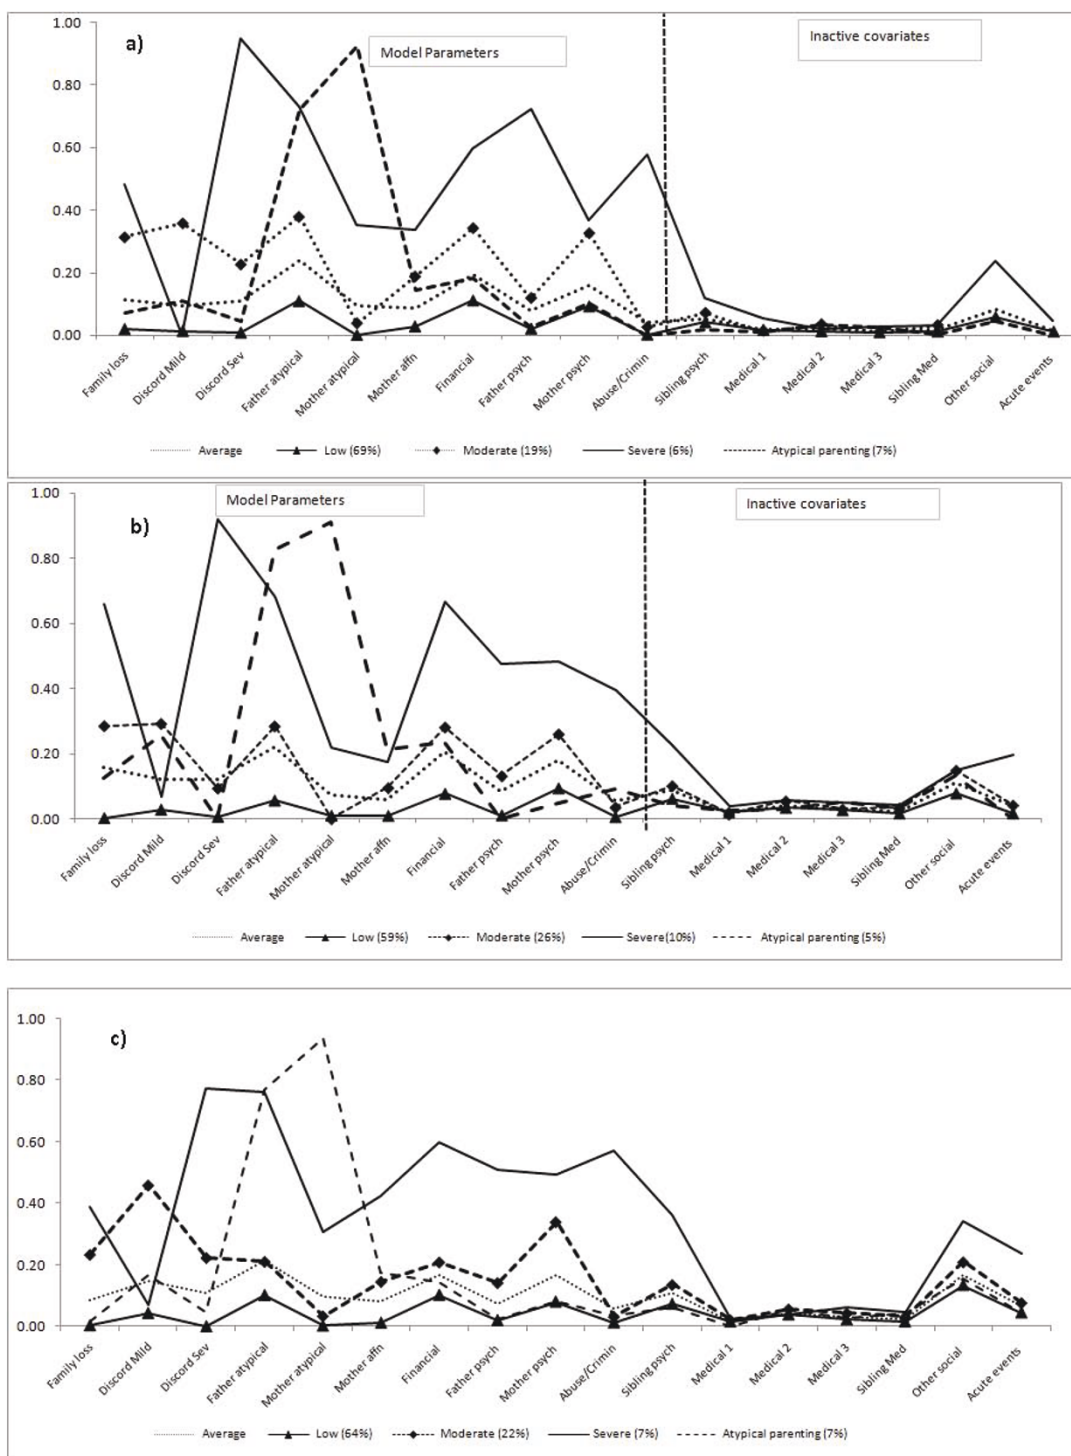 1.00
a)
Model Parameters
Inactive covariates
0.80
0.60
0.40
0.20
0.00
Family loss
Discord Mild
Discord Sev
Father atypical
Mother atypical
Mother affn
Financial
Father psych
Mother psych
Abuse/Crimin
Sibling psych
Medical 1
Medical 2
Medical 3
Sibling Med
Other social
Acute events
Average Low (69%) Moderate (19%) Severe (6%) Atypical parenting (7%)
1.00
b)
Model Parameters
Inactive covariates
0.80
0.60
0.40
0.20
0.00
Family loss
Discord Mild
Discord Sev
Father atypical
Mother atypical
Mother affn
Financial
Father psych
Mother psych
Abuse/Crimin
Sibling psych
Medical 1
Medical 2
Medical 3
Sibling Med
Other social
Acute events
Average Low (59%) Moderate (26%) Severe(10%) Atypical parenting (5%)
1.00
c)
0.80
0.60
0.40
0.20
0.00
Family loss
Discord Mild
Discord Sev
Father atypical
Mother atypical
Mother affn
Financial
Father psych
Mother psych
Abuse/Crimin
Sibling psych
Medical 1
Medical 2
Medical 3
Sibling Med
Other social
Acute events
Average Low (64%) Moderate (22%) Severe (7%) Atypical parenting (7%)